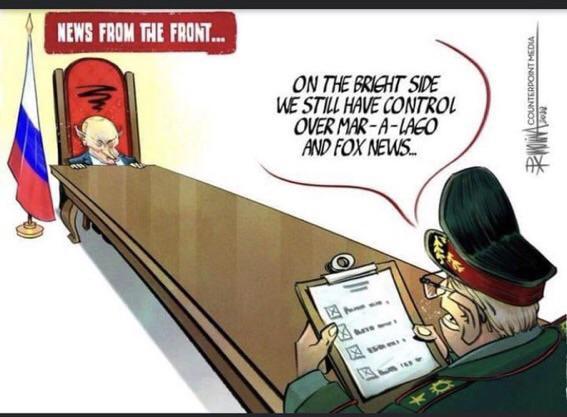 NEWS FROM THE FRONT...
ON THE BRIGHT SIDE
WE STILL HAVE CONTROL
OVER MAR-A-LAGO
AND FOX NEWS...
COUNTERPOINT MEDIA